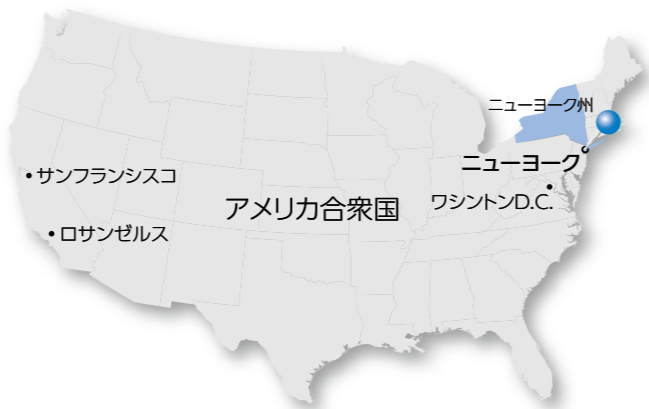 ニューヨーク州
ニューヨーク
サンフランシスコ
ワシントンD.C.
アメリカ合衆国
ロサンゼルス